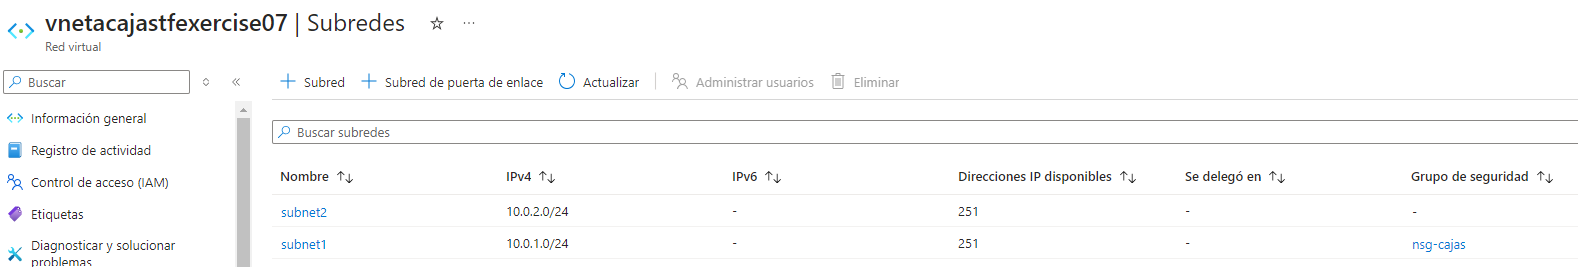 vnetacajastfexercise07 | Subredes
Red virtual
Buscar
Subred
Subred de puerta de enlace
Actualizar
Administrar usuarios
Eliminar
Información general
Registro de actividad
Control de acceso (IAM)
Etiquetas
Diagnosticar y solucionar
problemas
Buscar subredes
Nombre IPv4 IPv6 Direcciones IP disponibles Se delegó en Grupo de seguridad
subnet2 10.0.2.0/24 - 251 - -
subnet1 10.0.1.0/24 - 251 - nsg-cajas